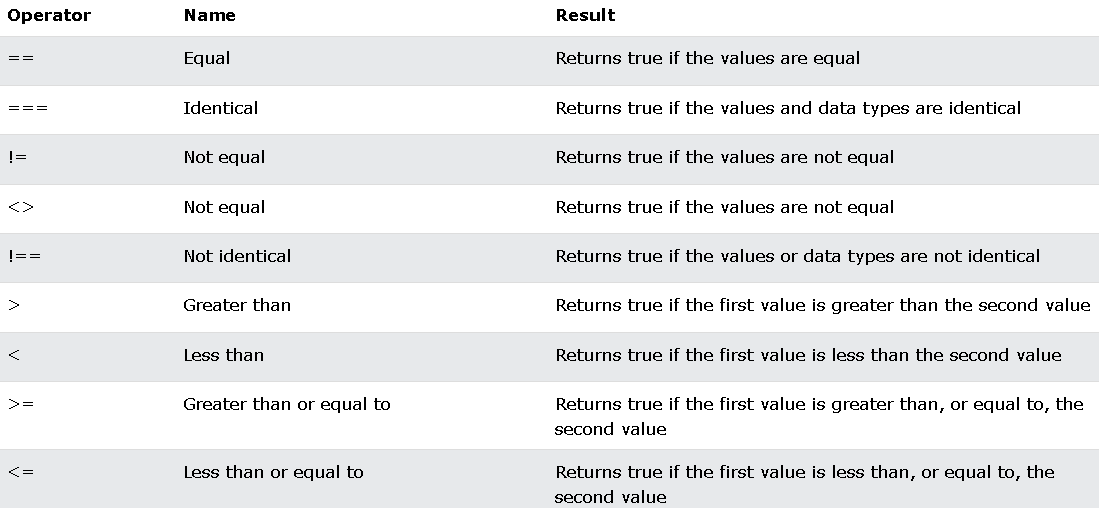 Operator Name Result
== Equal Returns true if the values are equal
=== Identical Returns true if the values and data types are identical
!= Not equal Returns true if the values are not equal
<> Not equal Returns true if the values are not equal
!== Not identical Returns true if the values or data types are not identical
> Greater than Returns true if the first value is greater than the second value
< Less than Returns true if the first value is less than the second value
>= Greater than or equal to Returns true if the first value is greater than, or equal to, the
second value
<= Less than or equal to Returns true if the first value is less than, or equal to, the
second value